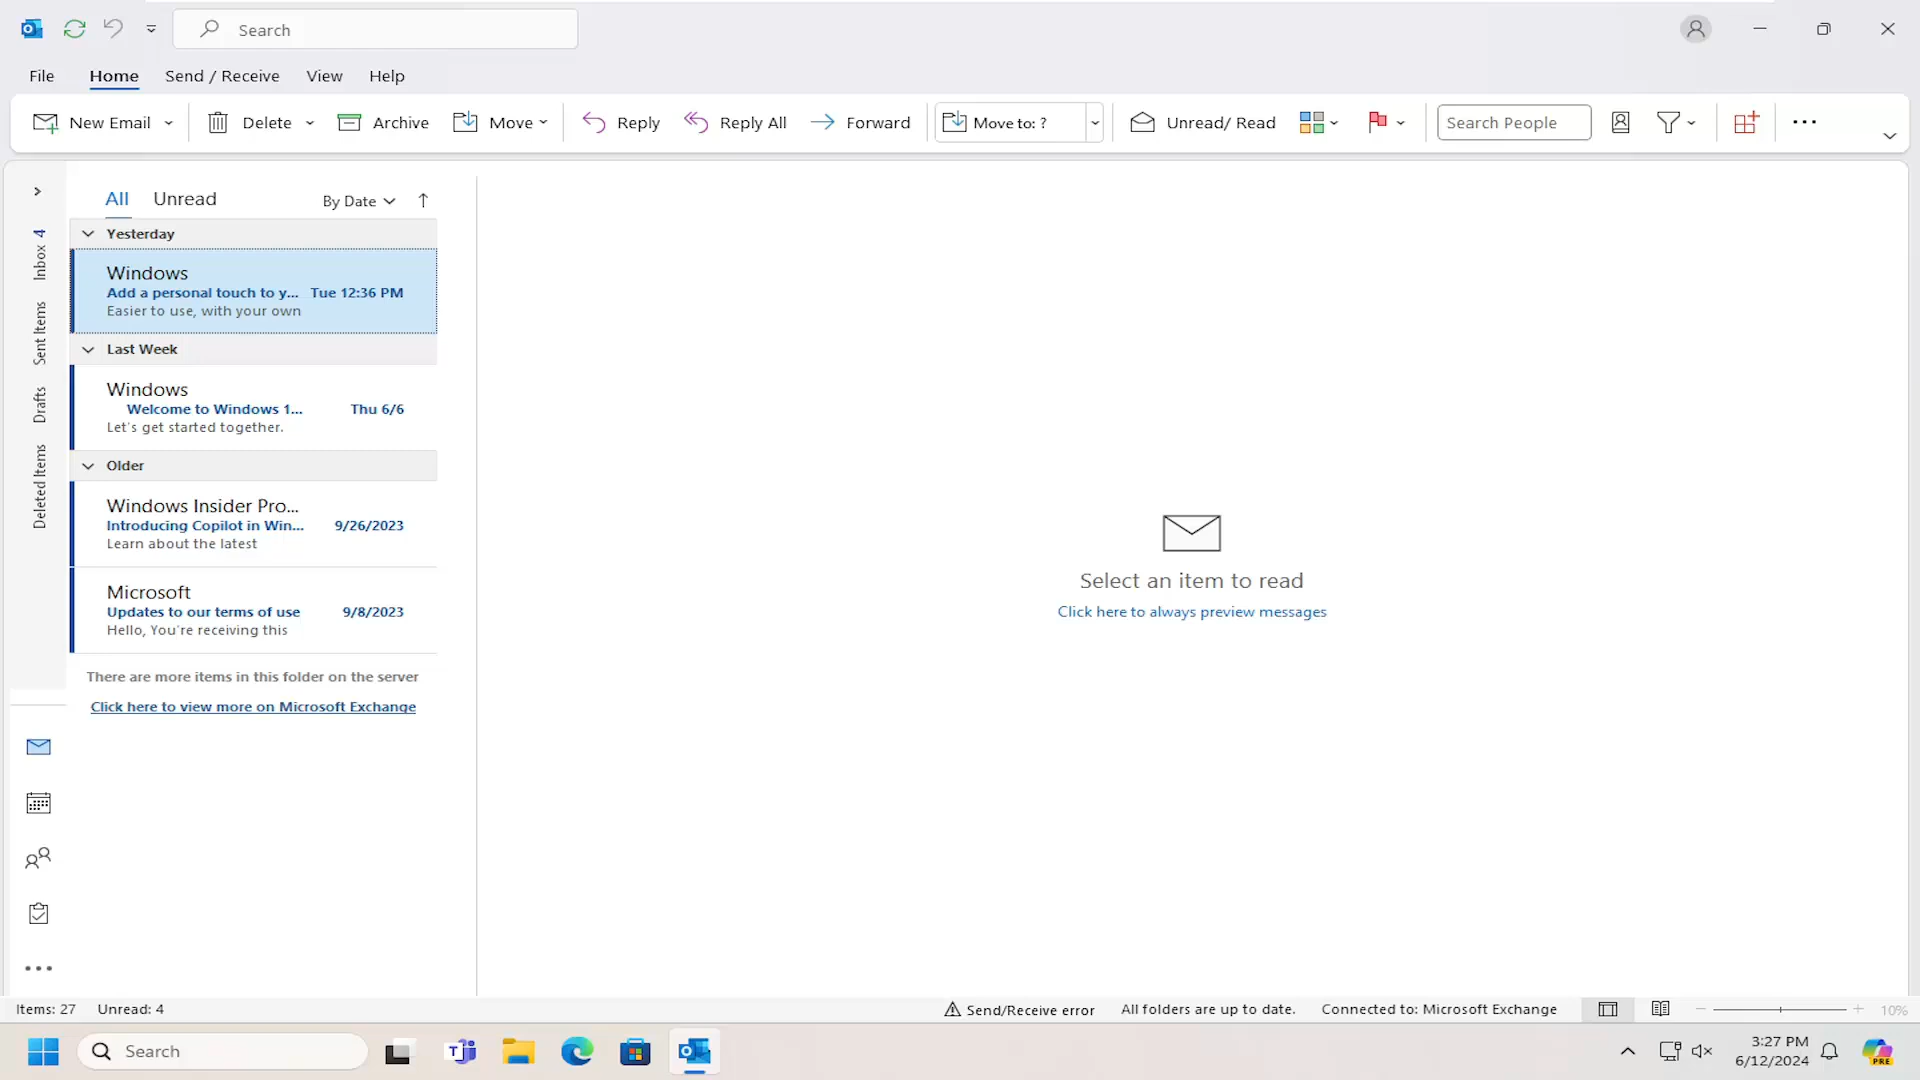 Search
File Home Send / Receive View Help
New Email Delete Archive Move Reply Reply All Forward Move to: ? Unread/ Read Search People
All Unread By Date
Inbox 4
Sent Items
Drafts
Deleted Items
Yesterday
Windows
Add a personal touch to y... Tue 12:36 PM
Easier to use, with your own
Last Week
Windows
Welcome to Windows 1... Thu 6/6
Let's get started together.
Older
Windows Insider Pro...
Introducing Copilot in Win... 9/26/2023
Learn about the latest
Microsoft
Updates to our terms of use 9/8/2023
Hello, You're receiving this
There are more items in this folder on the server
Click here to view more on Microsoft Exchange
Select an item to read
Click here to always preview messages
Items: 27 Unread: 4 Send/Receive error All folders are up to date. Connected to: Microsoft Exchange 10%
Search
3:27 PM
6/12/2024
PRE